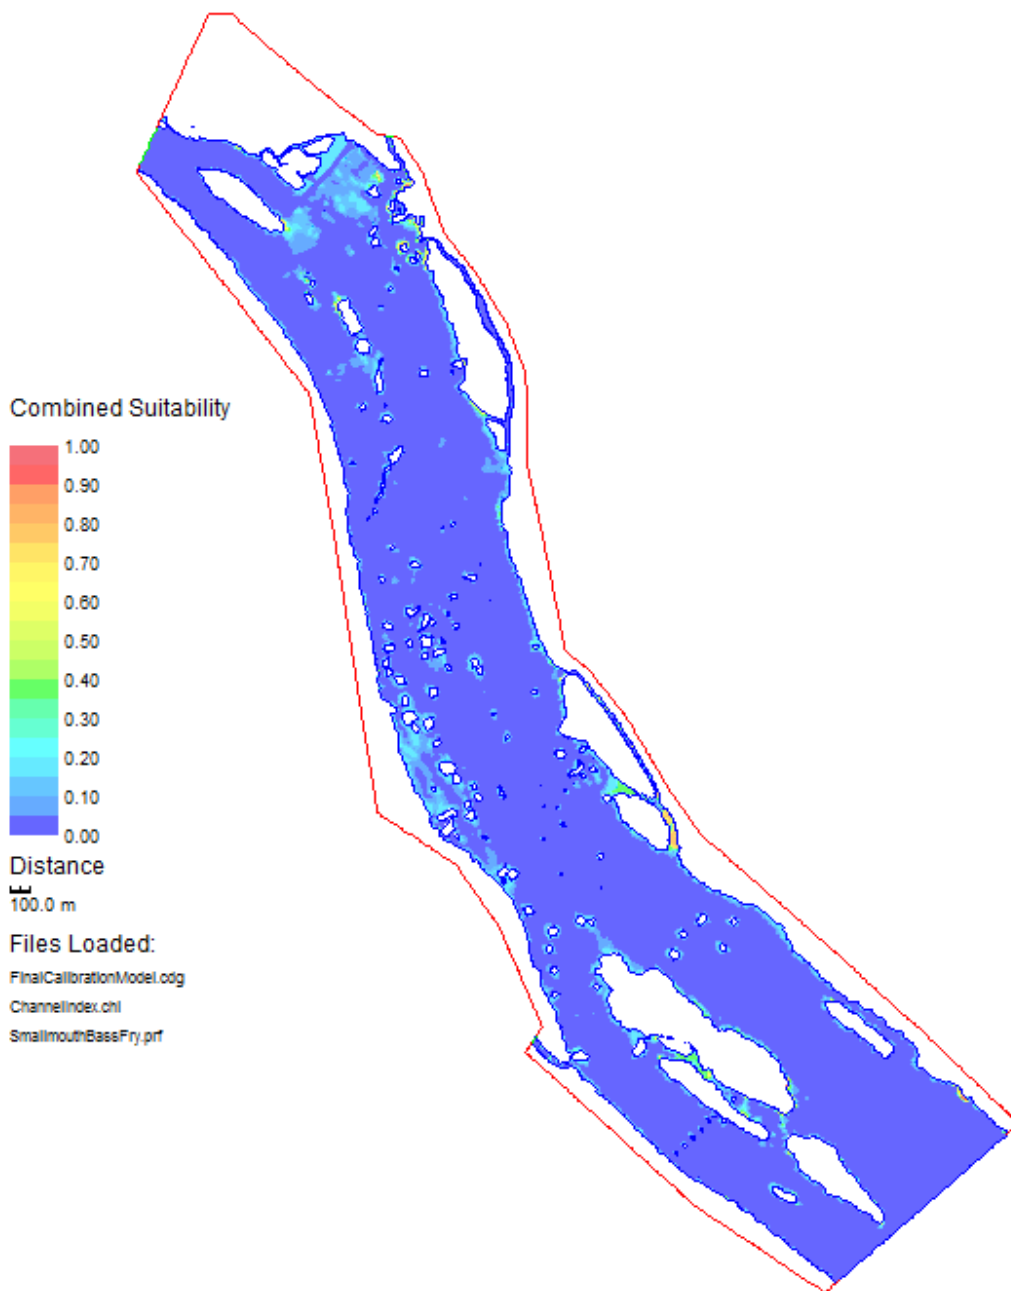 Combined Suitability
1.00
0.90
0.80
0.70
0.60
0.50
0.40
0.30
0.20
0.10
0.00
Distance
100.0 m
Files Loaded:
FinalCalibrationModel.cdg
ChannelIndex.chi
SmallmouthBassFry.prf